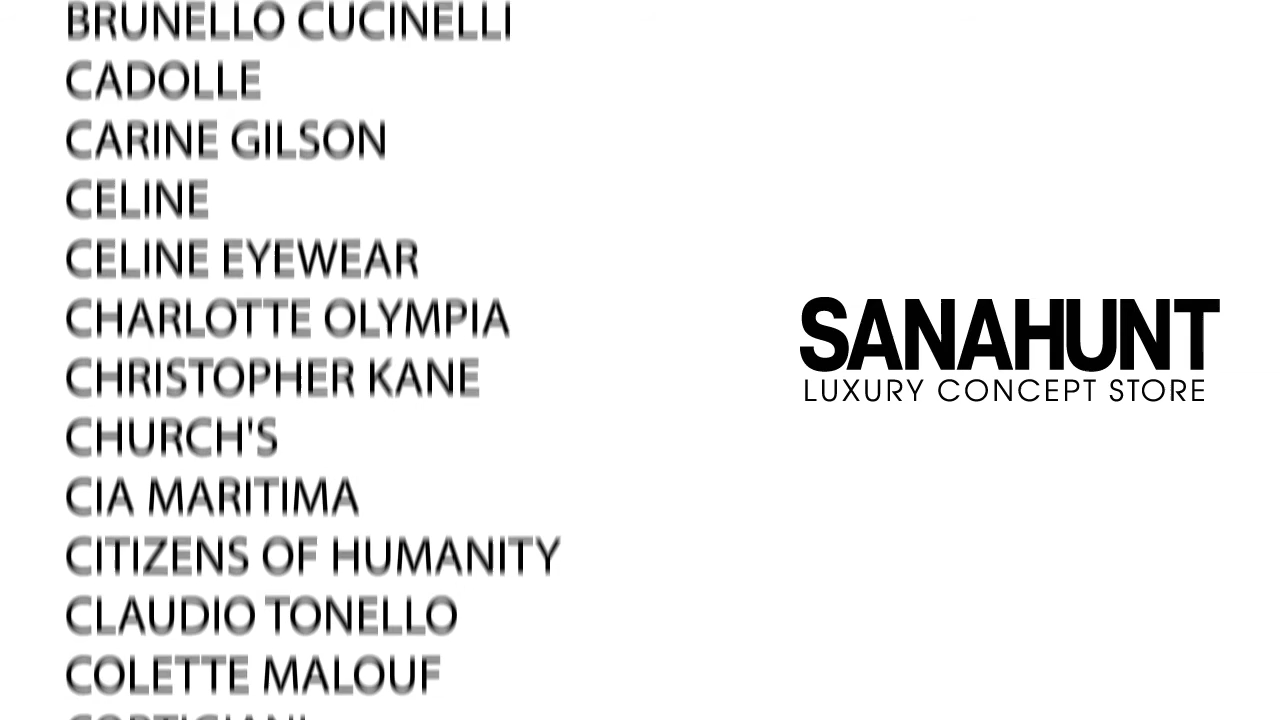 BRUNELLO CUCINELLI
CADOLLE
CARINE GILSON
CELINE
CELINE EYEWEAR
CHARLOTTE OLYMPIA
CHRISTOPHER KANE
CHURCH'S
CIA MARITIMA
CITIZENS OF HUMANITY
CLAUDIO TONELLO
COLETTE MALOUF
SANAHUNT
LUXURY CONCEPT STORE